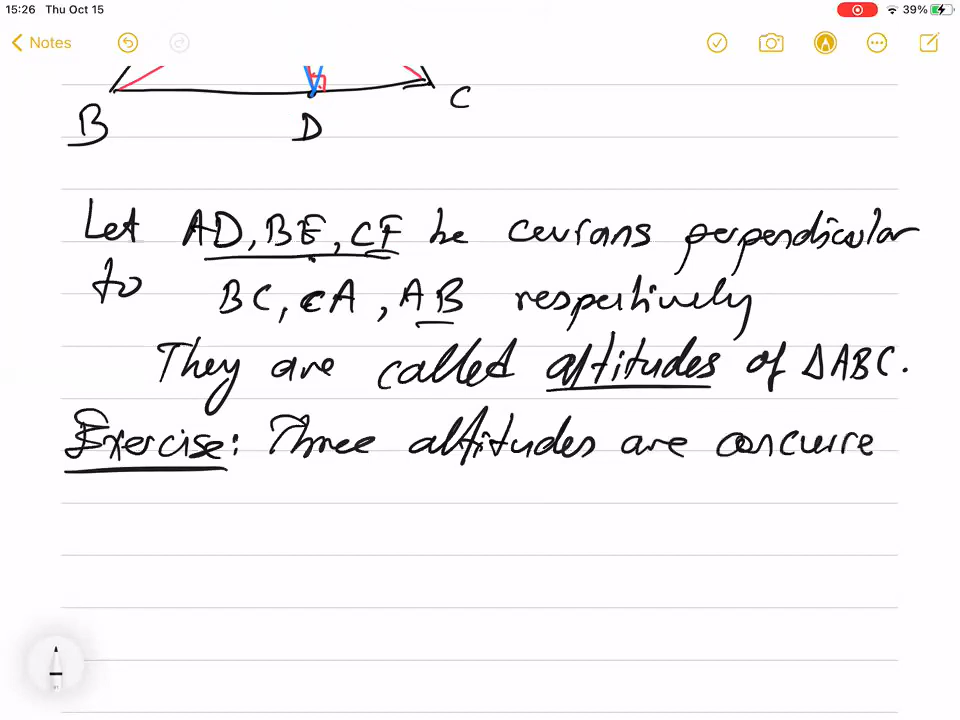 15:26 Thu Oct 15 39%
Notes
B D C
Let AD, BE, CF be cevians perpendicular
to BC, CA, AB respectively
They are called altitudes of ΔABC.
Exercise: Three altitudes are concurre